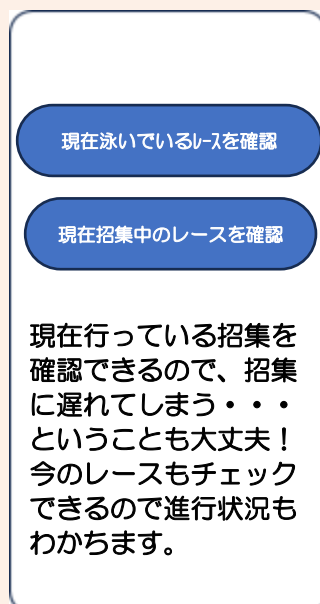 現在泳いでいるﾚｰｽを確認
現在招集中のレースを確認
現在行っている招集を
確認できるので、招集
に遅れてしまう・・・
ということも大丈夫！
今のレースもチェック
できるので進行状況も
わかちます。